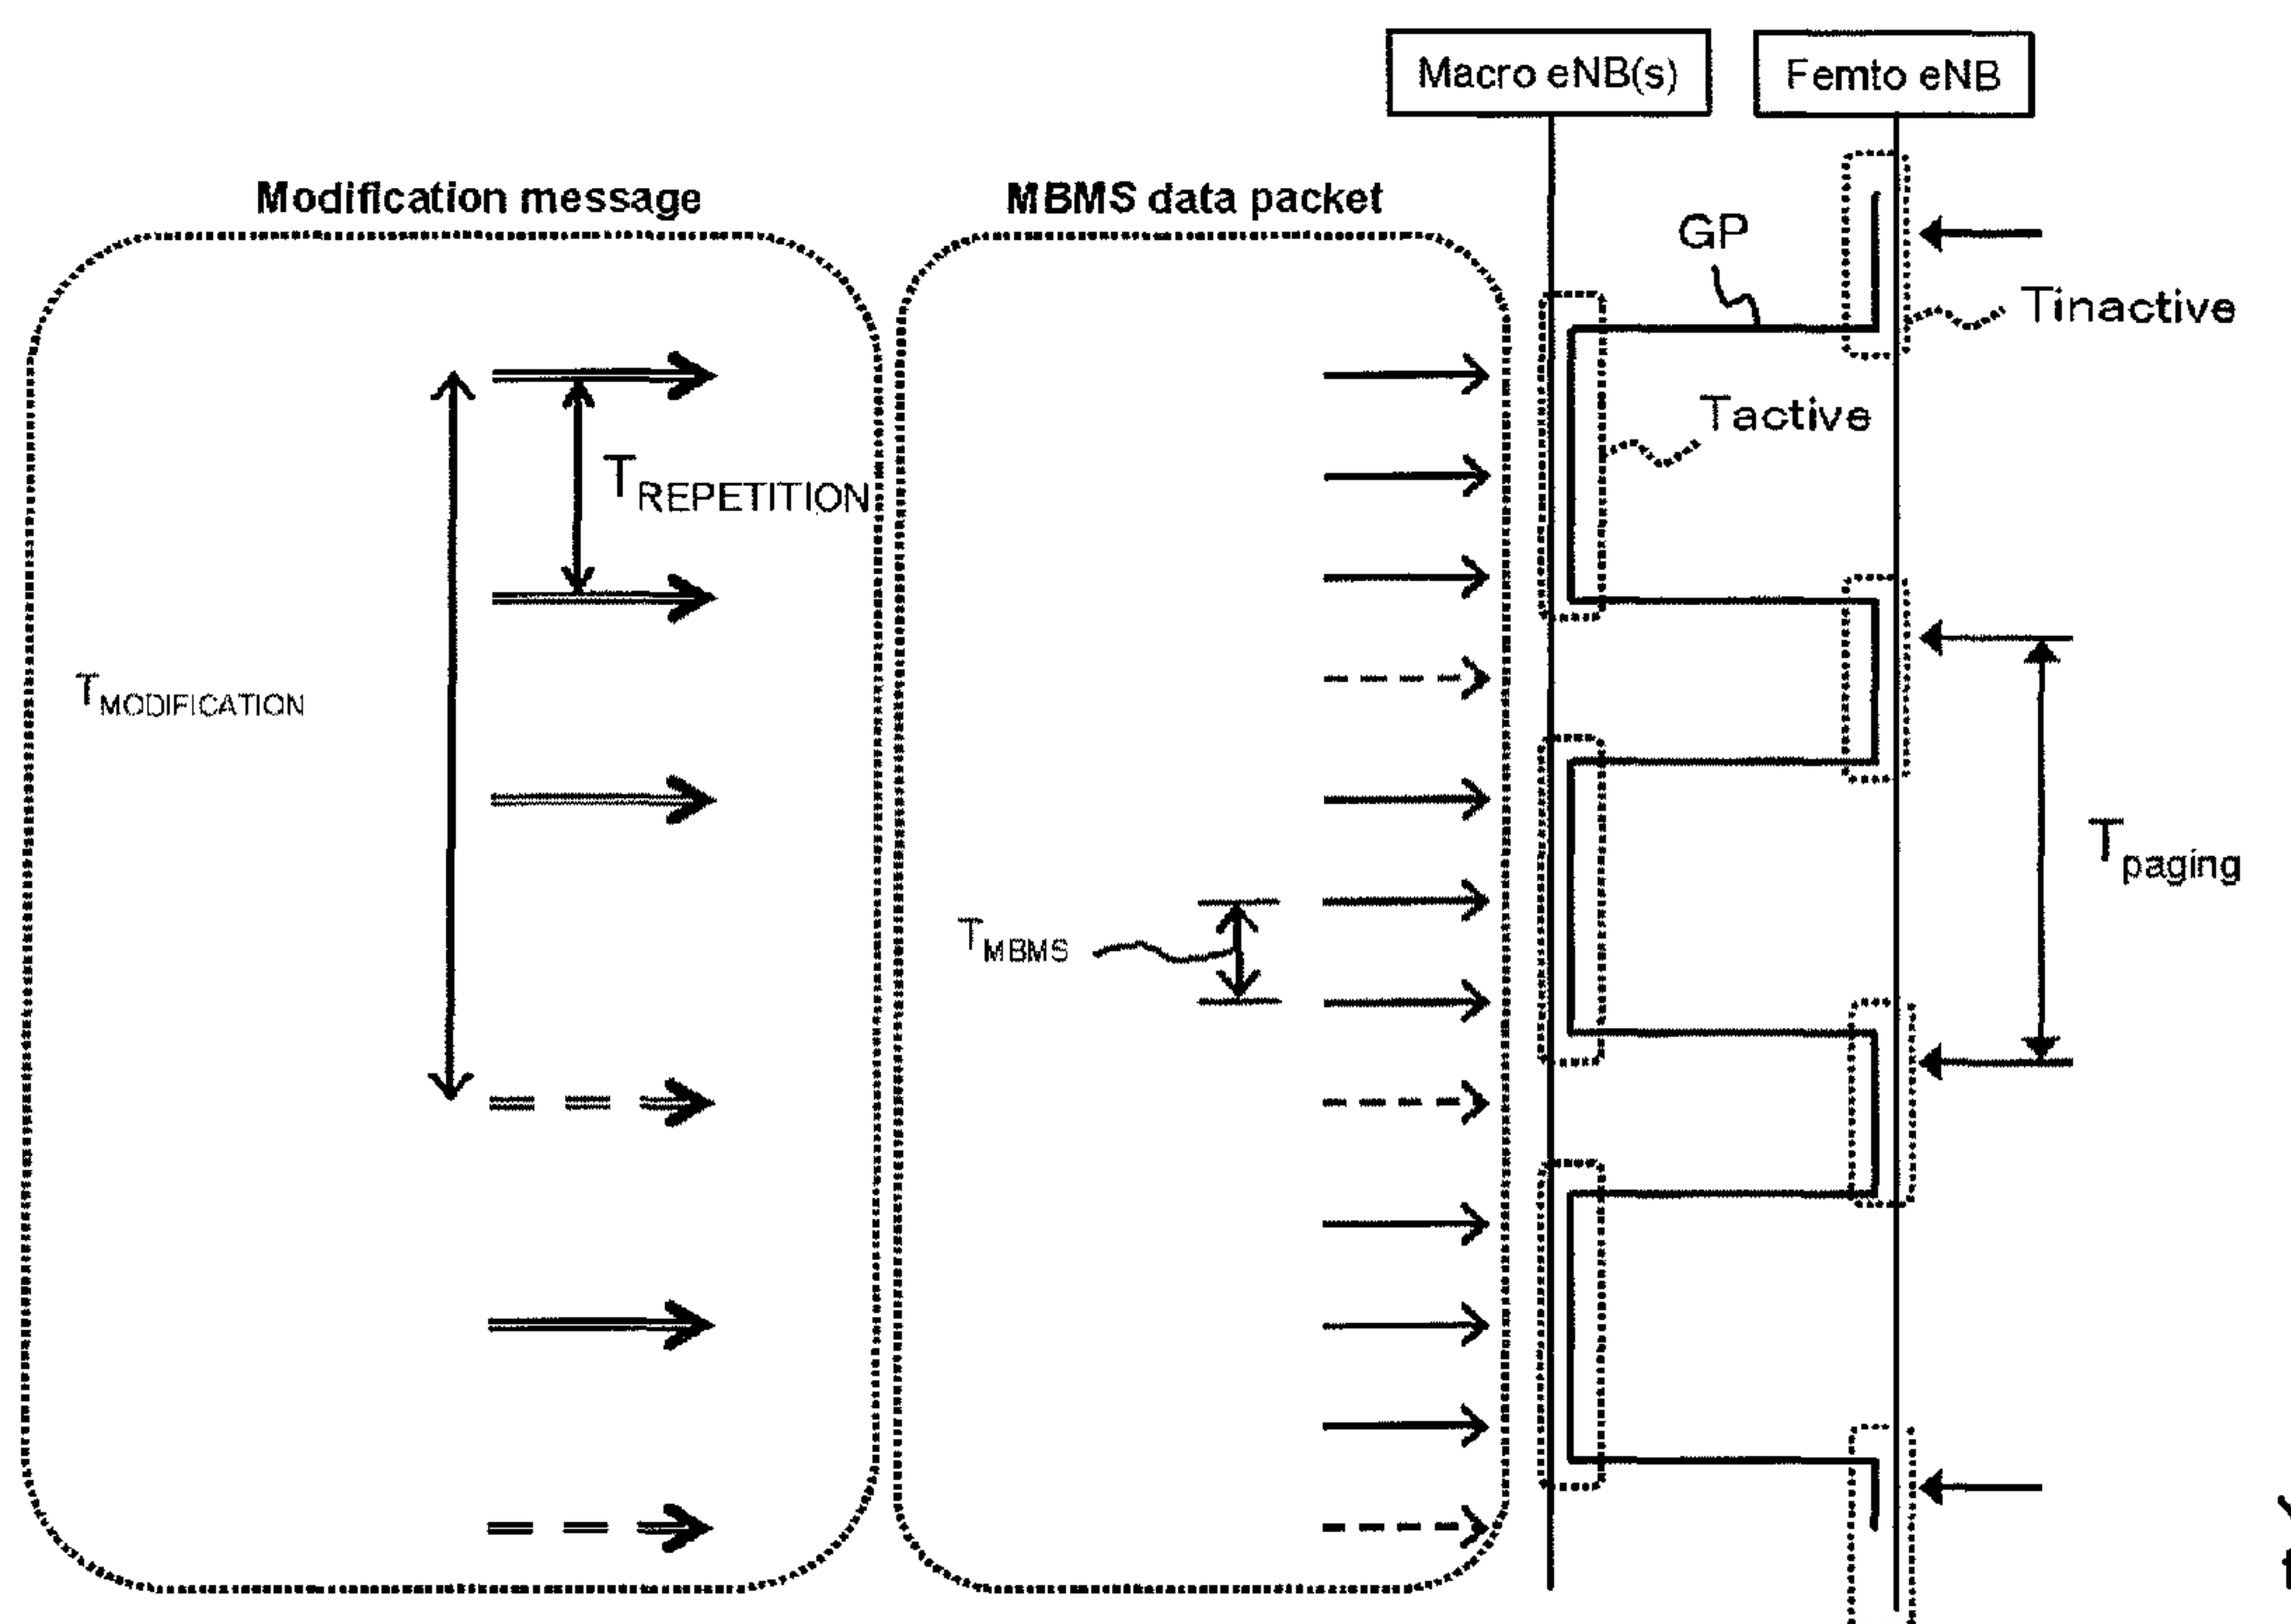 Macro eNB(s)
Femto eNB
Modification message
MBMS data packet
GP
Tinactive
Tactive
TREPETITION
TMODIFICATION
Tpaging
TMBMS
t